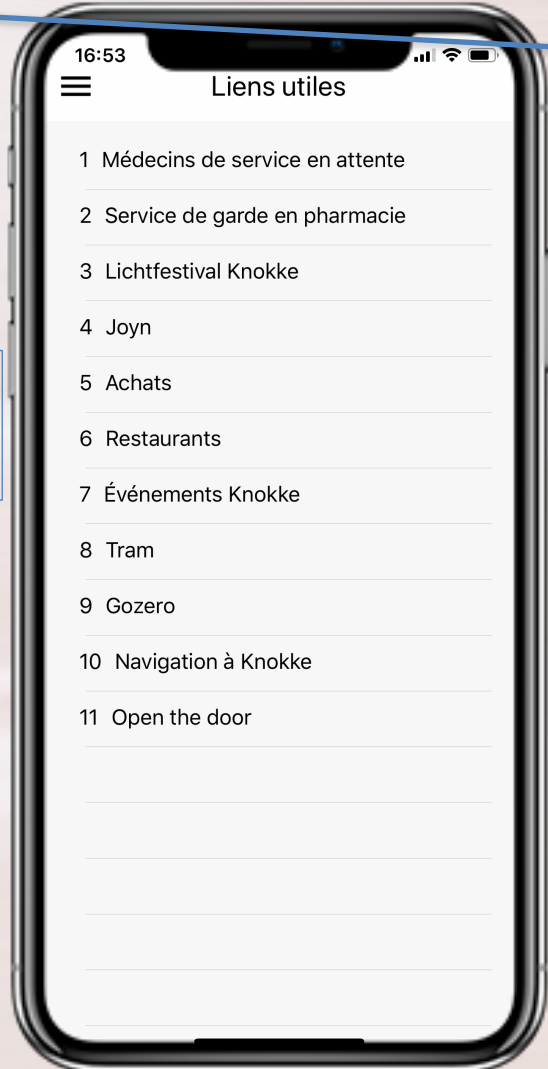 16:53
Liens utiles
1 Médecins de service en attente
2 Service de garde en pharmacie
3 Lichtfestival Knokke
4 Joyn
5 Achats
6 Restaurants
7 Événements Knokke
8 Tram
9 Gozero
10 Navigation à Knokke
11 Open the door